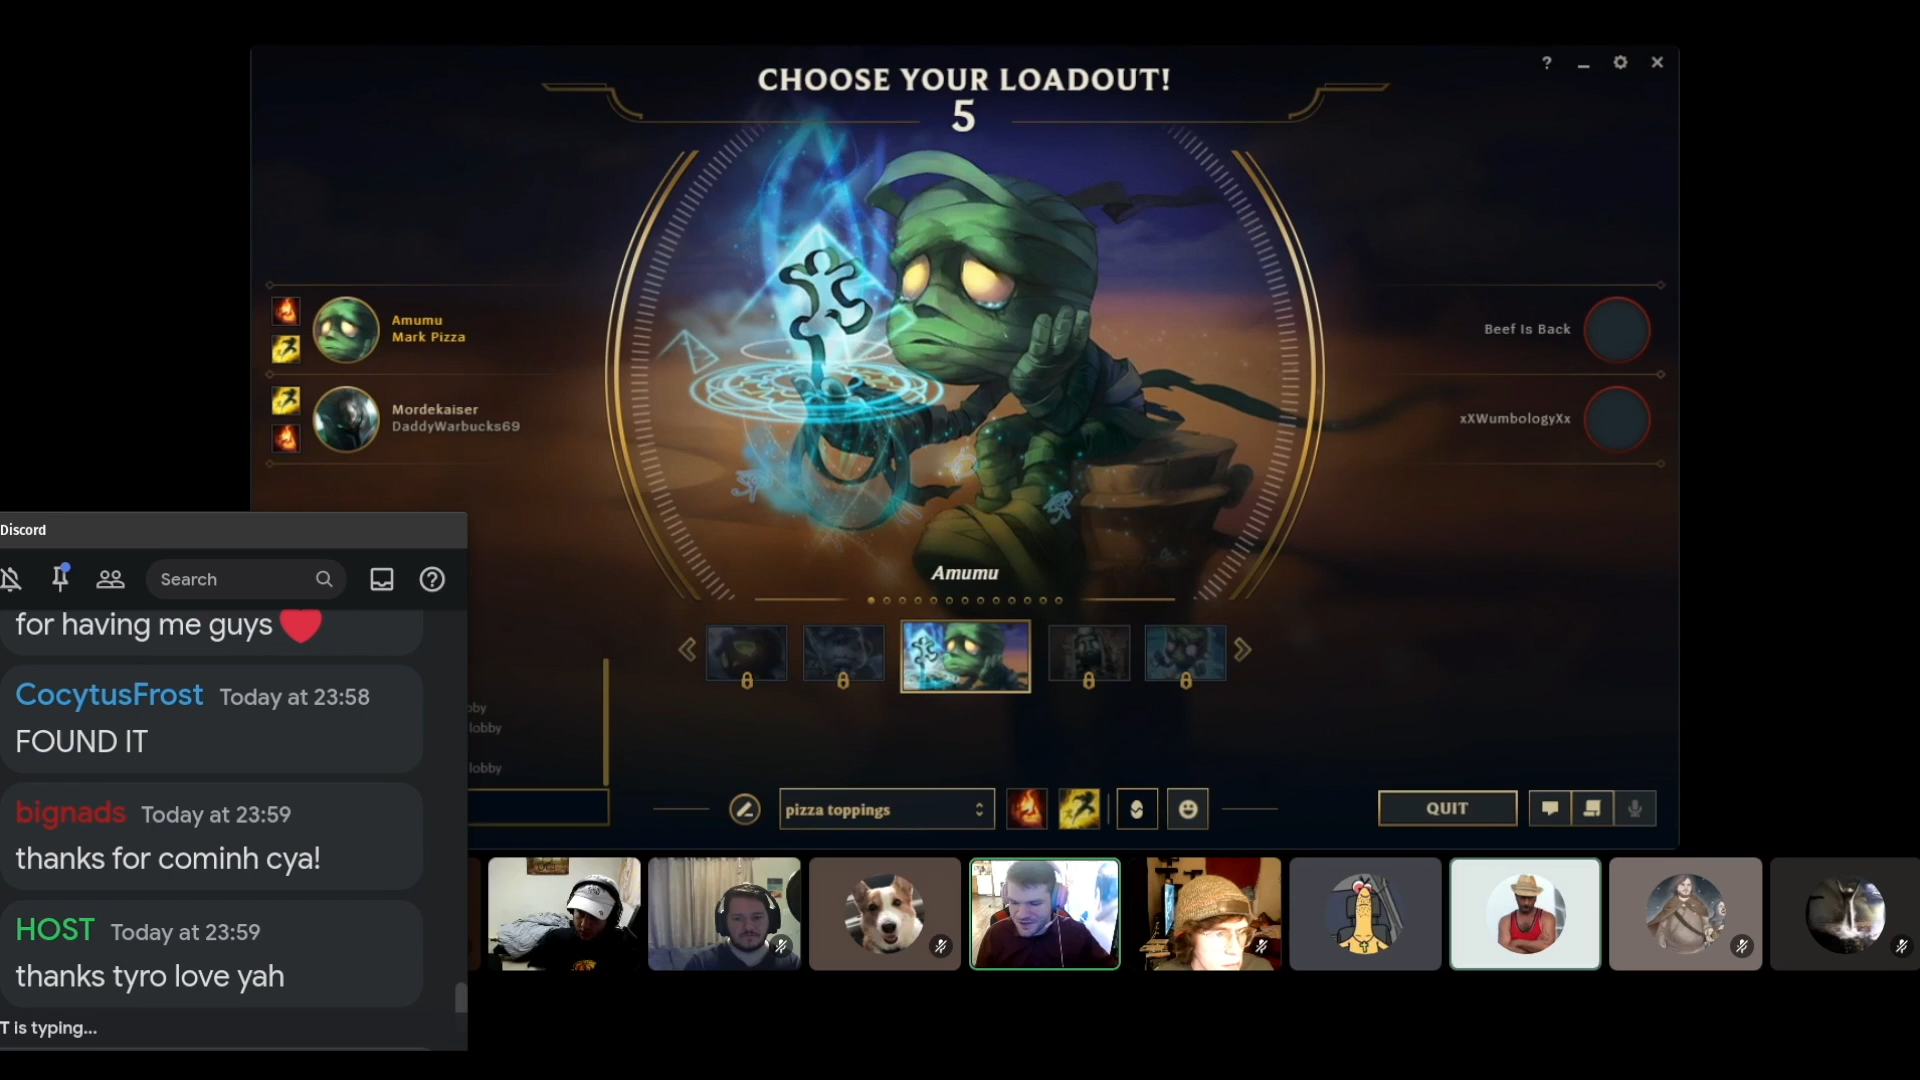 CHOOSE YOUR LOADOUT!
5
Amumu
Mark Pizza
Mordekaiser
DaddyWarbucks69
Beef Is Back
xXWumbologyXx
Amumu
lobby
lobby
pizza toppings
QUIT
Discord
Search
for having me guys ❤
CocytusFrost Today at 23:58
FOUND IT
bignads Today at 23:59
thanks for cominh cya!
HOST Today at 23:59
thanks tyro love yah
T is typing...